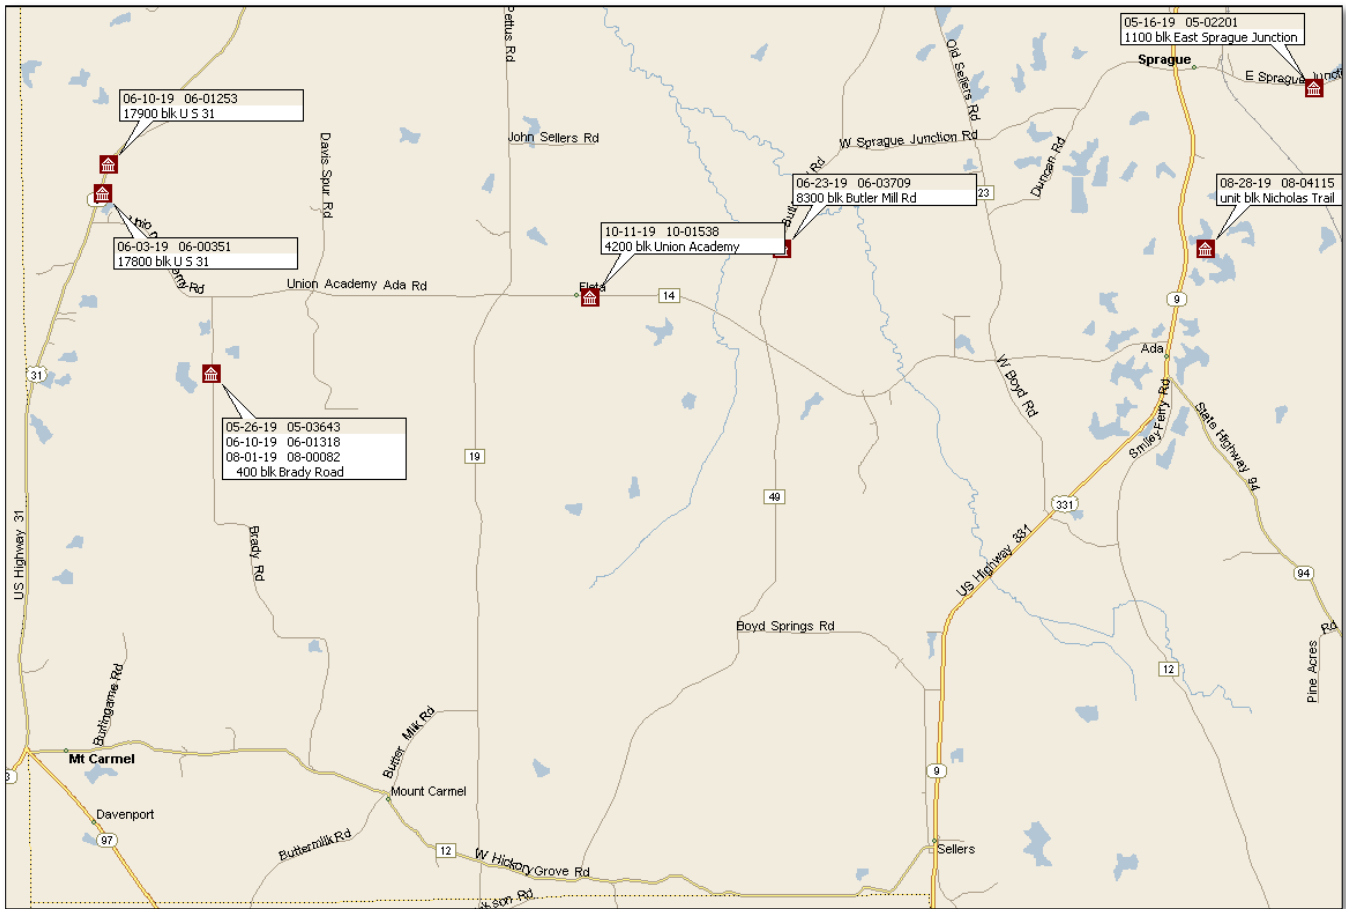 Pettus Rd
Old Sellers Rd
05-16-19 05-02201
1100 blk East Sprague Junction
Sprague
E Sprague Junct
06-10-19 06-01253
17900 blk U S 31
John Sellers Rd
Davis Spur Rd
W Sprague Junction Rd
Duncan Rd
23
06-23-19 06-03709
8300 blk Butler Mill Rd
08-28-19 08-04115
unit blk Nicholas Trail
10-11-19 10-01538
4200 blk Union Academy
06-03-19 06-00351
17800 blk U S 31
Union Academy Ada Rd
Fleta
14
9
Ada
31
W Boyd Rd
Smiley Ferry Rd
State Highway 94
05-26-19 05-03643
06-10-19 06-01318
08-01-19 08-00082
400 blk Brady Road
19
49
331
US Highway 31
Brady Rd
US Highway 331
94
Boyd Springs Rd
12
Pine Acres Rd
Burlingame Rd
Butter Milk Rd
Mt Carmel
3
9
Mount Carmel
Davenport
97
Buttermilk Rd
12
W Hickory Grove Rd
Sellers
kson Rd